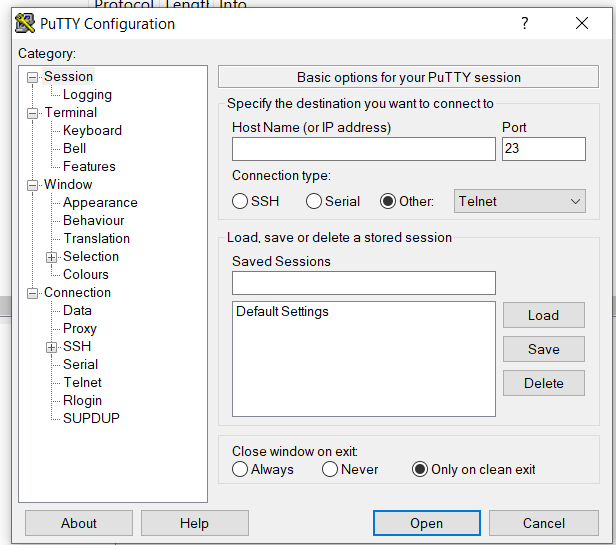 Protocol Length Info
PuTTY Configuration ?
Category:
Session
Logging
Terminal
Keyboard
Bell
Features
Window
Appearance
Behaviour
Translation
Selection
Colours
Connection
Data
Proxy
SSH
Serial
Telnet
Rlogin
SUPDUP
Basic options for your PuTTY session
Specify the destination you want to connect to
Host Name (or IP address) Port
23
Connection type:
SSH Serial Other: Telnet
Load, save or delete a stored session
Saved Sessions
Default Settings
Load
Save
Delete
Close window on exit:
Always Never Only on clean exit
About Help Open Cancel